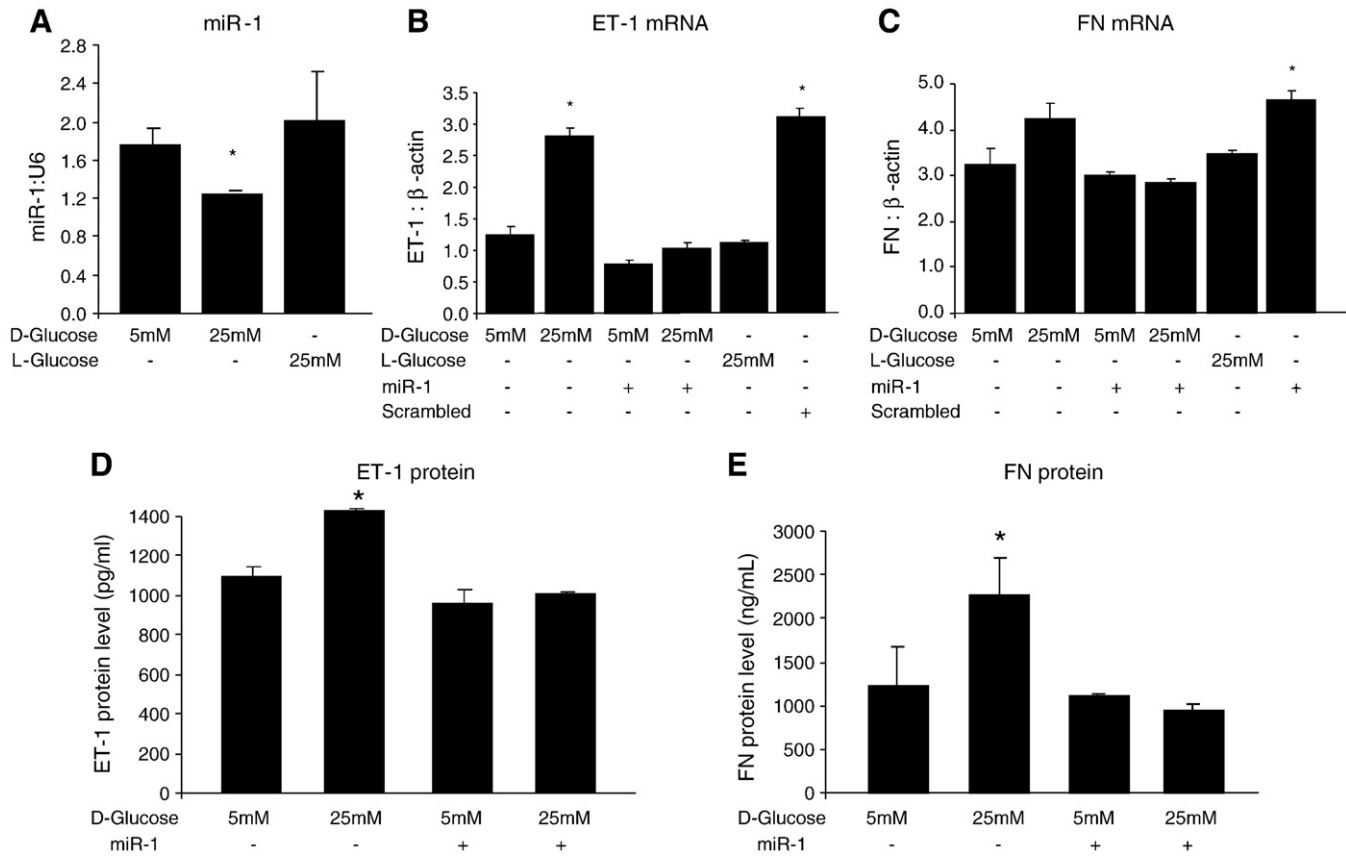 A miR-1
2.8
2.4
2.0
1.6
1.2
0.8
0.4
0.0
miR-1:U6
D-Glucose 5mM 25mM -
L-Glucose - - 25mM
*
B ET-1 mRNA
3.5
3.0
2.5
2.0
1.5
1.0
0.5
0.0
ET-1 : β -actin
* *
D-Glucose 5mM 25mM 5mM 25mM - -
L-Glucose - - - - 25mM -
miR-1 - - + + - -
Scrambled - - - - - +
C FN mRNA
5.0
4.0
3.0
2.0
1.0
0.0
FN : β -actin
*
D-Glucose 5mM 25mM 5mM 25mM - -
L-Glucose - - - - 25mM -
miR-1 - - + + - +
Scrambled - - - - - -
D ET-1 protein
1400
1200
1000
800
600
400
200
0
ET-1 protein level (pg/ml)
*
D-Glucose 5mM 25mM 5mM 25mM
miR-1 - - + +
E FN protein
3000
2500
2000
1500
1000
500
0
FN protein level (ng/mL)
*
D-Glucose 5mM 25mM 5mM 25mM
miR-1 - - + +